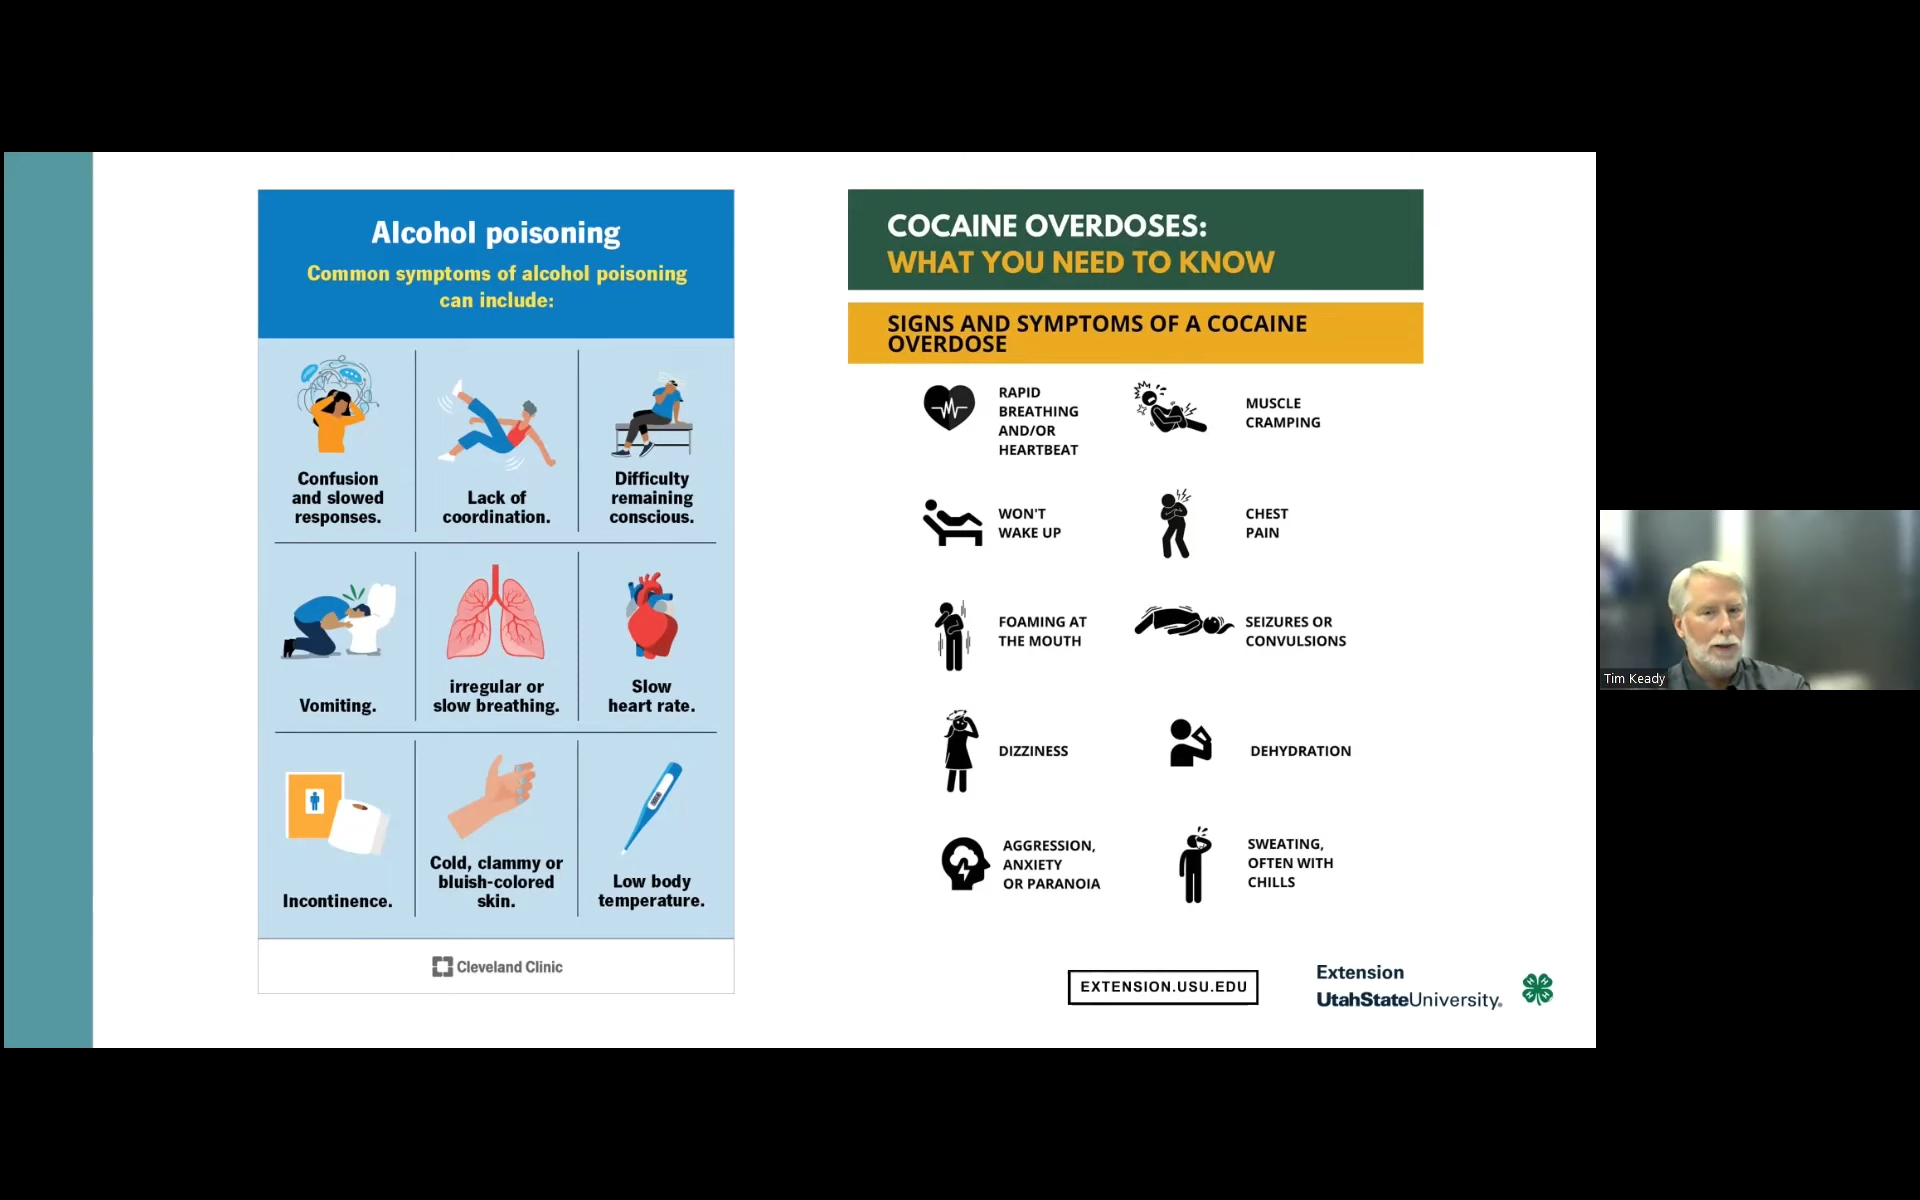 Alcohol poisoning
Common symptoms of alcohol poisoning
can include:
Confusion
and slowed
responses.
Lack of
coordination.
Difficulty
remaining
conscious.
Vomiting.
irregular or
slow breathing.
Slow
heart rate.
Incontinence.
Cold, clammy or
bluish-colored
skin.
Low body
temperature.
Cleveland Clinic
COCAINE OVERDOSES:
WHAT YOU NEED TO KNOW
SIGNS AND SYMPTOMS OF A COCAINE
OVERDOSE
RAPID
BREATHING
AND/OR
HEARTBEAT
MUSCLE
CRAMPING
WON'T
WAKE UP
CHEST
PAIN
FOAMING AT
THE MOUTH
SEIZURES OR
CONVULSIONS
DIZZINESS
DEHYDRATION
AGGRESSION,
ANXIETY
OR PARANOIA
SWEATING,
OFTEN WITH
CHILLS
EXTENSION.USU.EDU
Extension
UtahStateUniversity.
Tim Keady